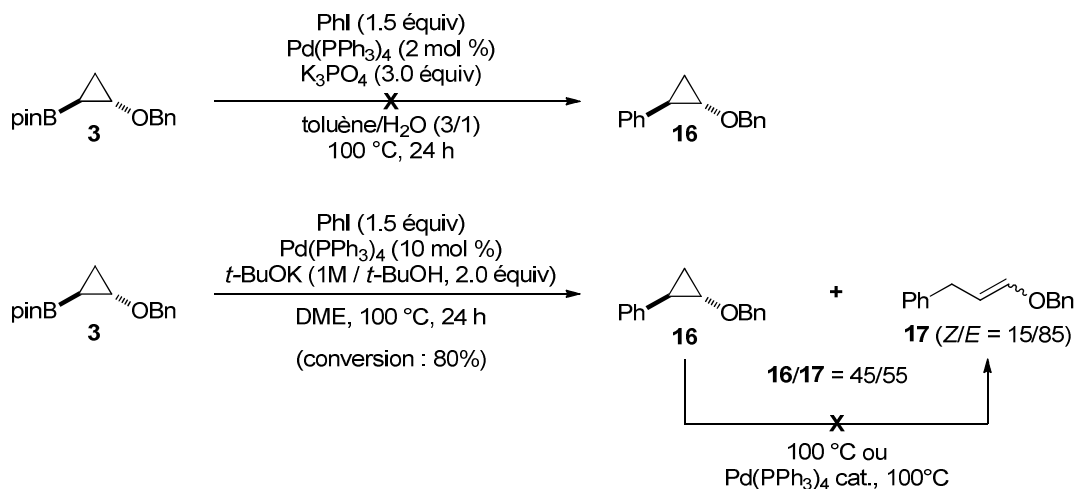 PhI (1.5 équiv)
Pd(PPh₃)₄ (2 mol %)
K₃PO₄ (3.0 équiv)
X
pinB OBn
3
toluène/H₂O (3/1)
100 °C, 24 h
Ph OBn
16
PhI (1.5 équiv)
Pd(PPh₃)₄ (10 mol %)
t-BuOK (1M / t-BuOH, 2.0 équiv)
pinB OBn
3
DME, 100 °C, 24 h
(conversion : 80%)
Ph OBn
16
+
Ph OBn
17 (Z/E = 15/85)
16/17 = 45/55
X
100 °C ou
Pd(PPh₃)₄ cat., 100°C